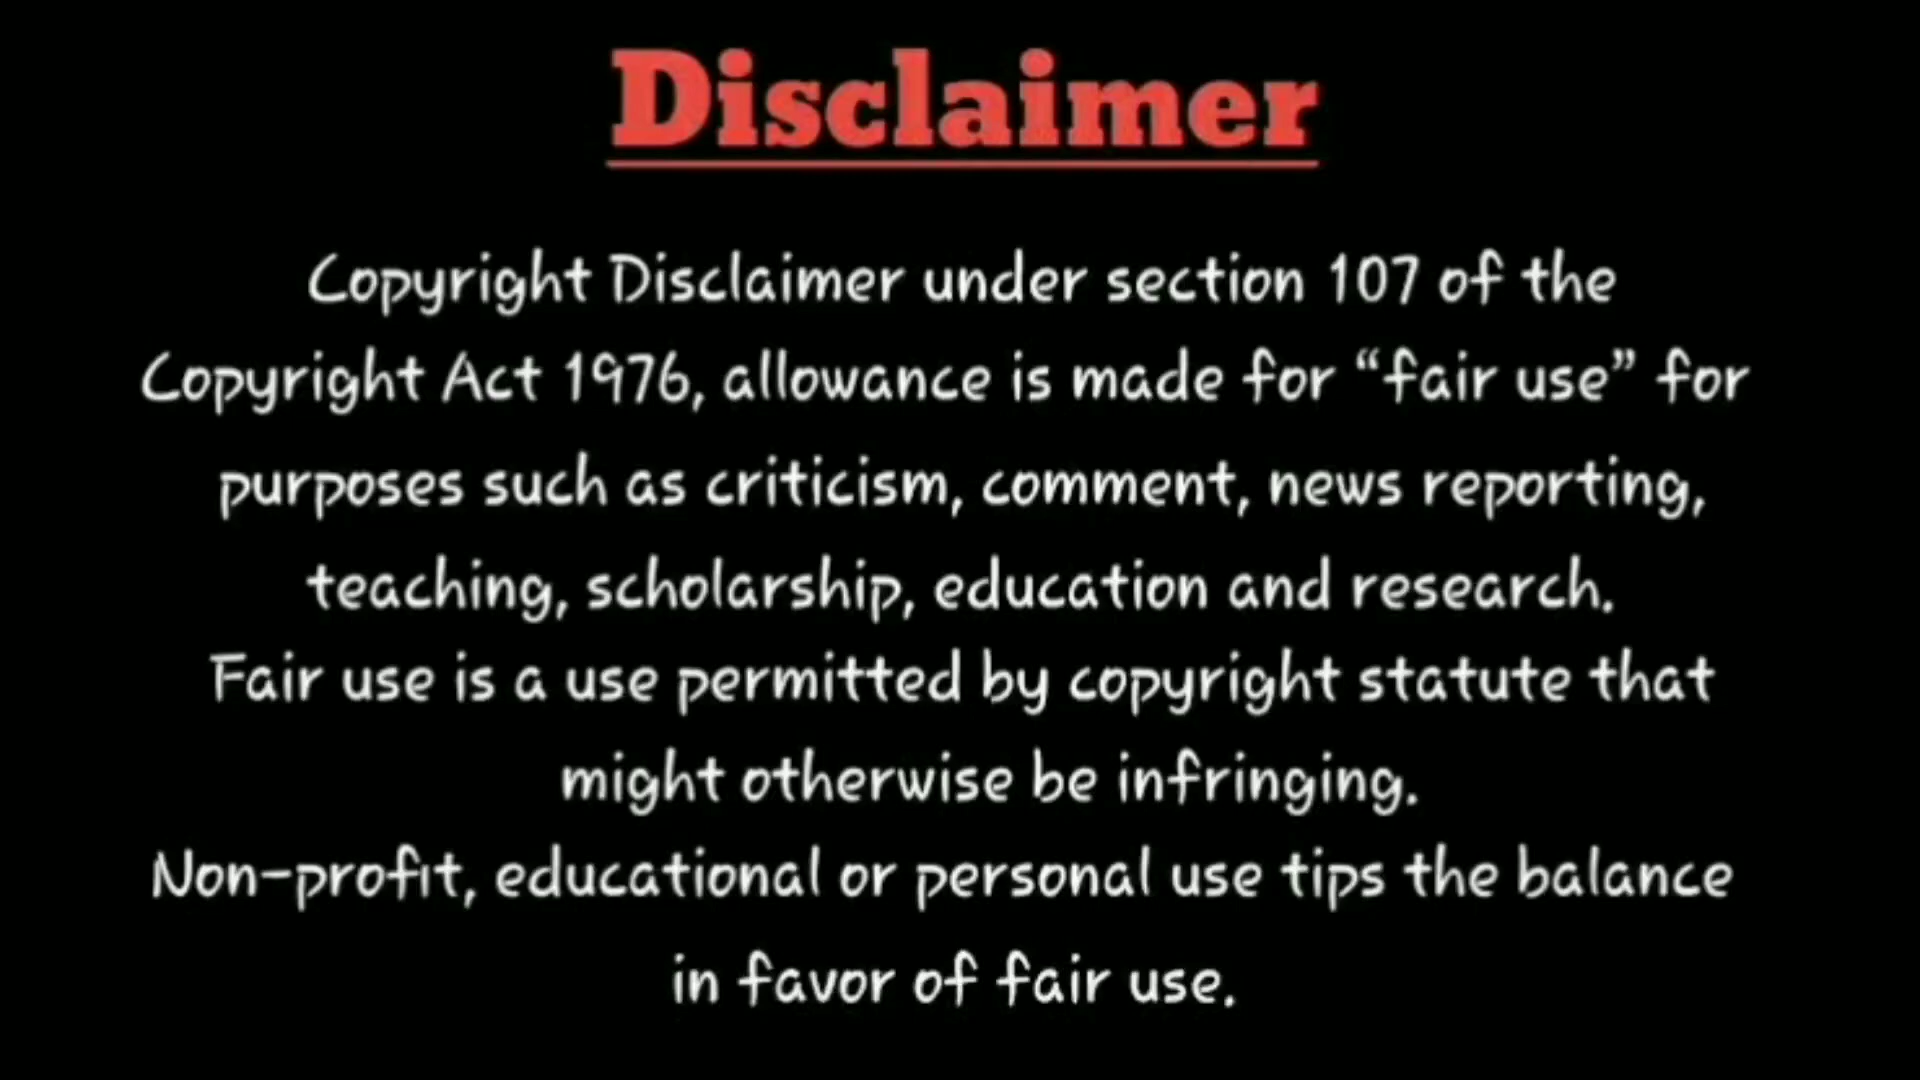 Disclaimer
Copyright Disclaimer under section 107 of the
Copyright Act 1976, allowance is made for “fair use” for
purposes such as criticism, comment, news reporting,
teaching, scholarship, education and research.
Fair use is a use permitted by copyright statute that
might otherwise be infringing.
Non-profit, educational or personal use tips the balance
in favor of fair use.